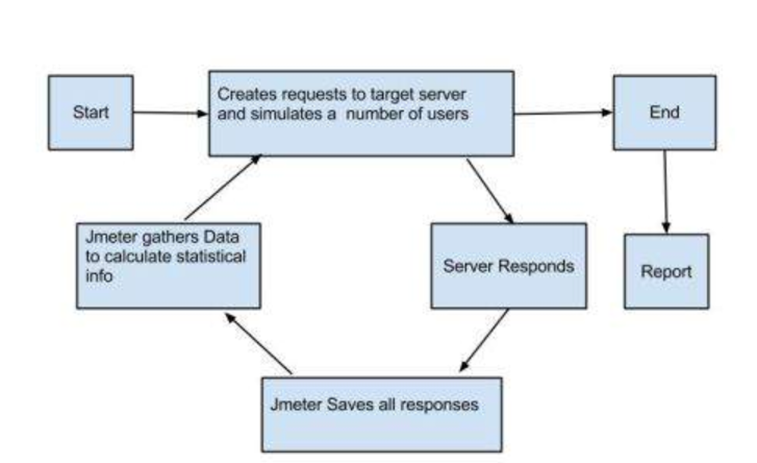 Start
Creates requests to target server
and simulates a number of users
End
Jmeter gathers Data
to calculate statistical
info
Server Responds
Report
Jmeter Saves all responses